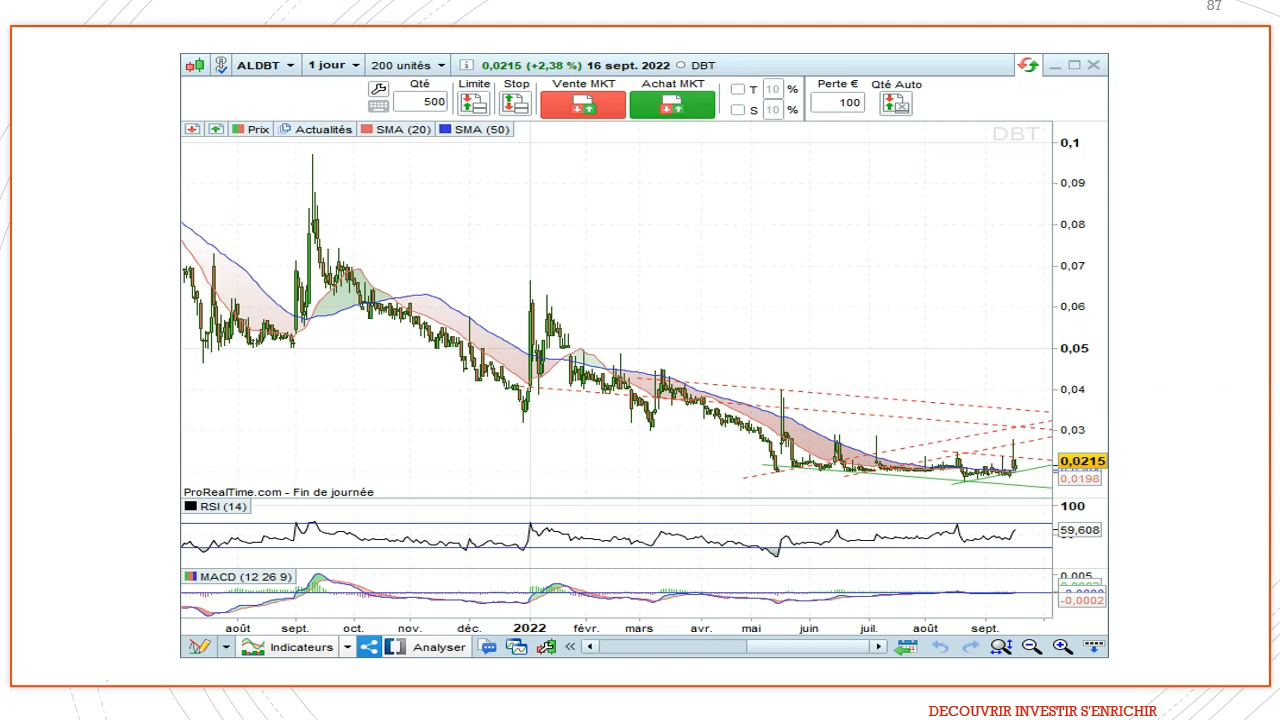 87
ALDBT 1 jour 200 unités 0,0215 (+2,38 %) 16 sept. 2022 DBT
Qté Limite Stop Vente MKT Achat MKT T 10 % Perte € Qté Auto
500 S 10 % 100
Prix Actualités SMA (20) SMA (50)
DBT
0,1
0,09
0,08
0,07
0,06
0,05
0,04
0,03
0,0215
0,0198
ProRealTime.com - Fin de journée
RSI (14)
100
59,608
MACD (12 26 9)
0,005
-0,0002
août sept. oct. nov. déc. 2022 févr. mars avr. mai juin juil. août sept.
Indicateurs Analyser
DECOUVRIR INVESTIR S'ENRICHIR